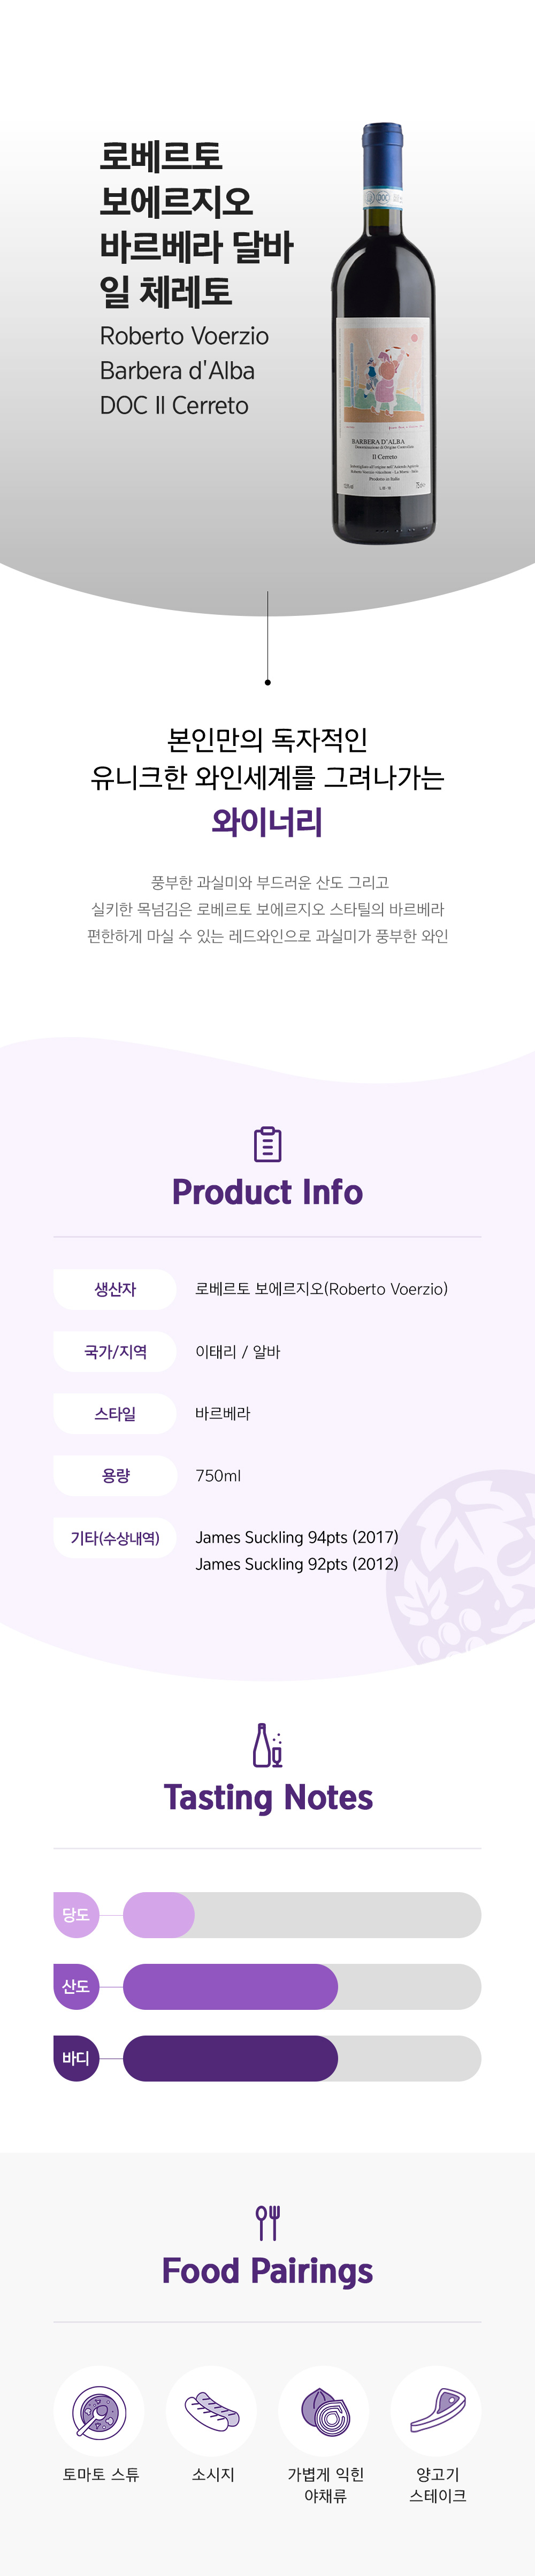 로베르토
보에르지오
바르베라 달바
일 체레토
Roberto Voerzio
Barbera d'Alba
DOC Il Cerreto
BARBERA D'ALBA
Denominazione di Origine Controllata
Il Cerreto
Prodotto in Italia
본인만의 독자적인
유니크한 와인세계를 그려나가는
와이너리
풍부한 과실미와 부드러운 산도 그리고
실키한 목넘김은 로베르토 보에르지오 스타틸의 바르베라
편한하게 마실 수 있는 레드와인으로 과실미가 풍부한 와인
Product Info
생산자 로베르토 보에르지오(Roberto Voerzio)
국가/지역 이태리 / 알바
스타일 바르베라
용량 750ml
기타(수상내역) James Suckling 94pts (2017)
James Suckling 92pts (2012)
Tasting Notes
당도
산도
바디
Food Pairings
토마토 스튜
소시지
가볍게 익힌
야채류
양고기
스테이크